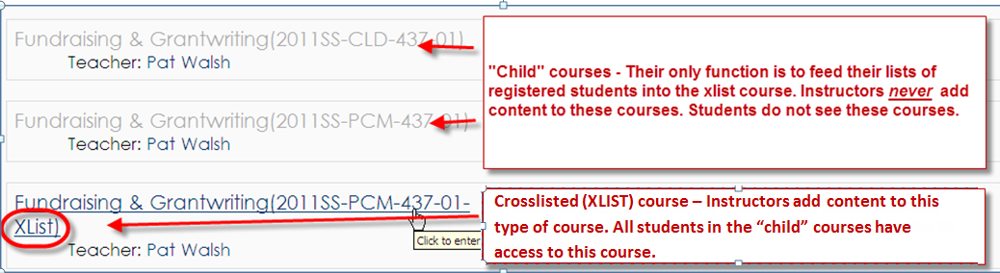 Fundraising & Grantwriting(2011SS-CLD-437-01)
Teacher: Pat Walsh
"Child" courses - Their only function is to feed their lists of
registered students into the xlist course. Instructors never add
content to these courses. Students do not see these courses.
Fundraising & Grantwriting(2011SS-PCM-437-01)
Teacher: Pat Walsh
Fundraising & Grantwriting(2011SS-PCM-437-01-
XList)
Teacher: Pat Walsh
Click to enter
Crosslisted (XLIST) course – Instructors add content to this
type of course. All students in the “child” courses have
access to this course.